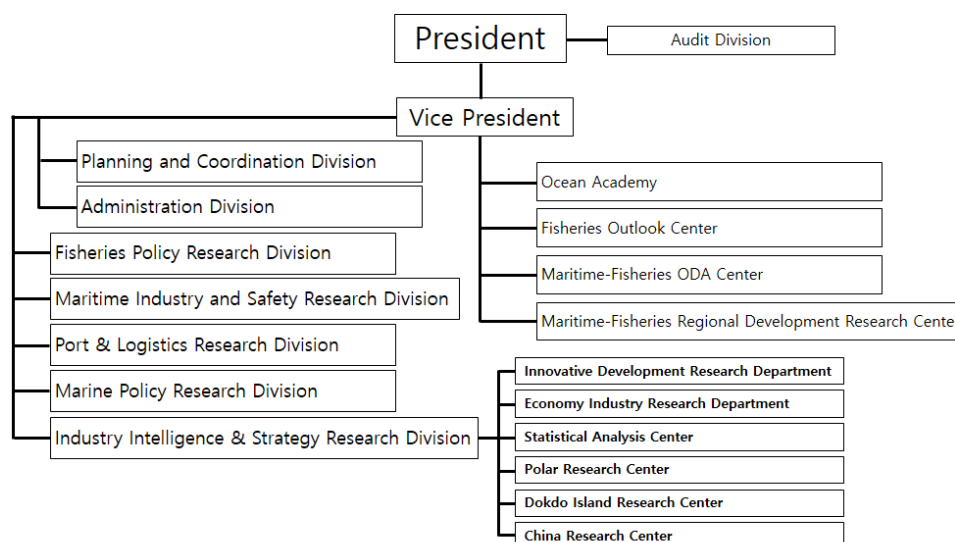 President
Audit Division
Vice President
Planning and Coordination Division
Administration Division
Fisheries Policy Research Division
Maritime Industry and Safety Research Division
Port & Logistics Research Division
Marine Policy Research Division
Industry Intelligence & Strategy Research Division
Ocean Academy
Fisheries Outlook Center
Maritime-Fisheries ODA Center
Maritime-Fisheries Regional Development Research Cente
Innovative Development Research Department
Economy Industry Research Department
Statistical Analysis Center
Polar Research Center
Dokdo Island Research Center
China Research Center